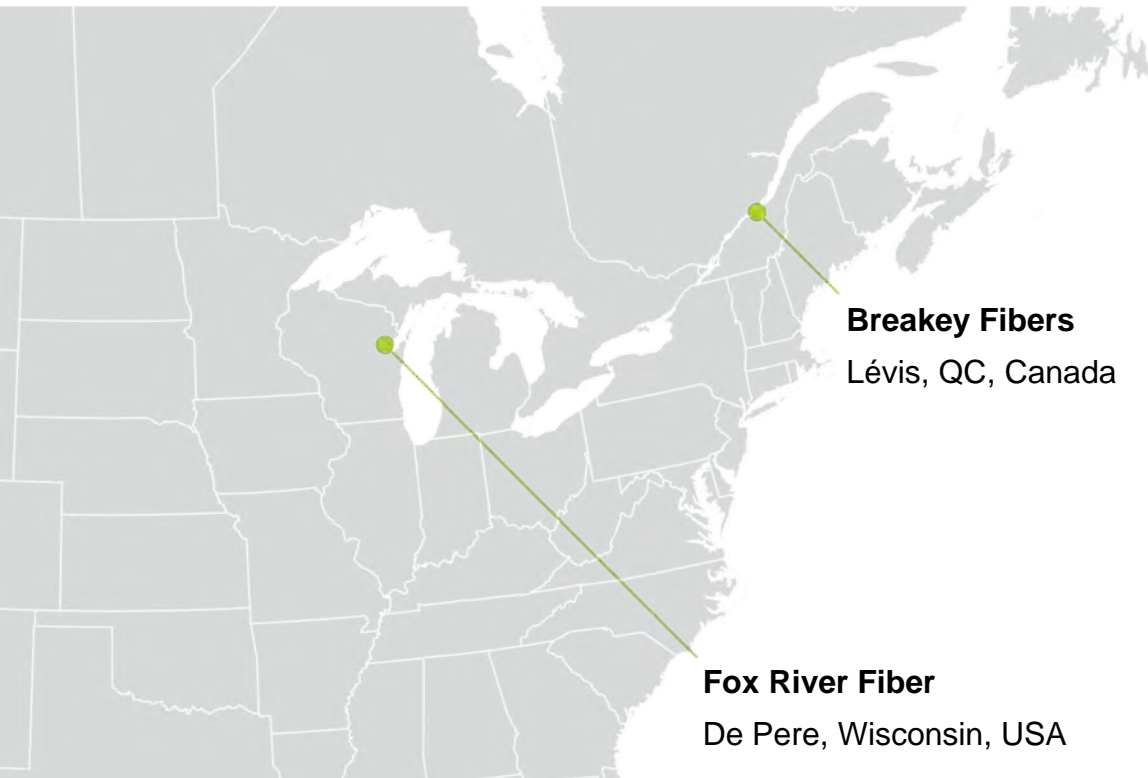 Breakey Fibers
Lévis, QC, Canada
Fox River Fiber
De Pere, Wisconsin, USA